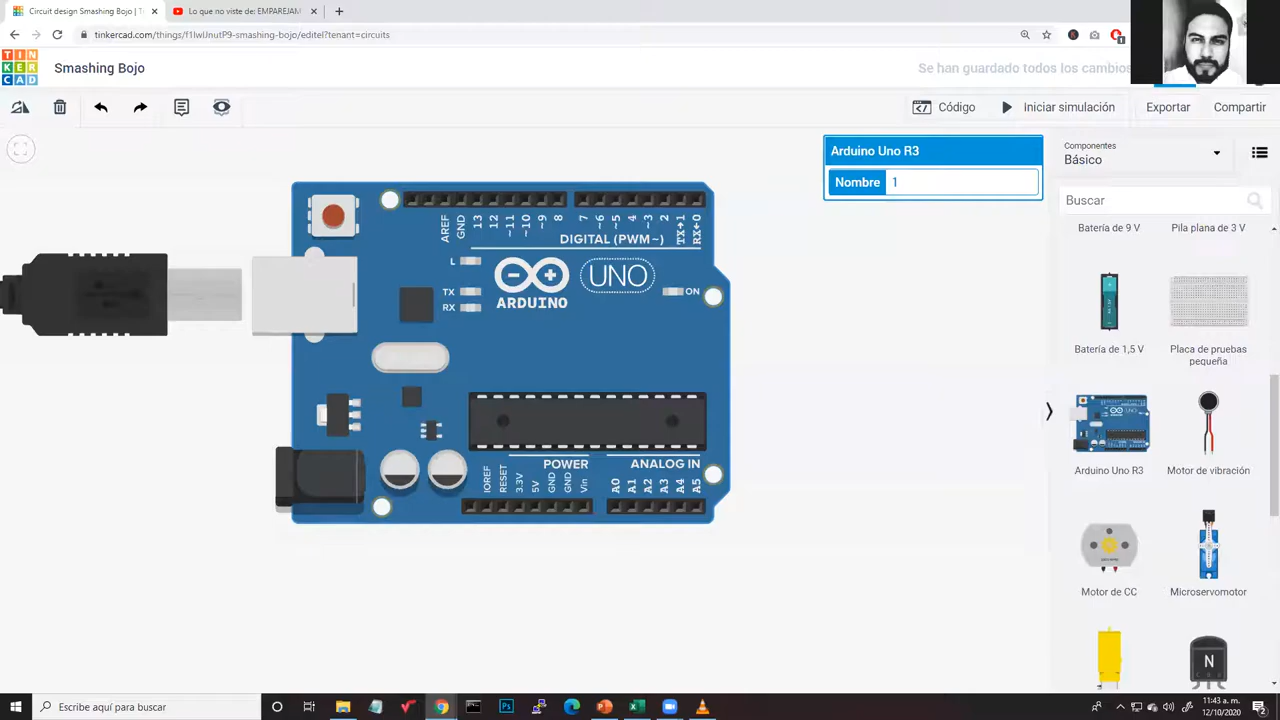 Circuit design Smashing Bojo | T
Lo que no viste de: EMPAREJAM
tinkercad.com/things/f1IwlJnutP9-smashing-bojo/editel?tenant=circuits
TIN
KER
CAD
Smashing Bojo
Se han guardado todos los cambios
Código
Iniciar simulación
Exportar
Compartir
Arduino Uno R3
Nombre
1
Componentes
Básico
Buscar
Batería de 9 V
Pila plana de 3 V
Batería de 1,5 V
Placa de pruebas
pequeña
Arduino Uno R3
Motor de vibración
Motor de CC
Microservomotor
N
AREF
GND
13
12
~11
~10
~9
8
7
~6
~5
4
~3
2
TX→1
RX←0
DIGITAL (PWM~)
L
TX
RX
UNO
ARDUINO
ON
POWER
ANALOG IN
IOREF
RESET
3.3V
5V
GND
GND
Vin
A0
A1
A2
A3
A4
A5
Escribe aquí para buscar
Ps
11:43 a. m.
12/10/2020
2